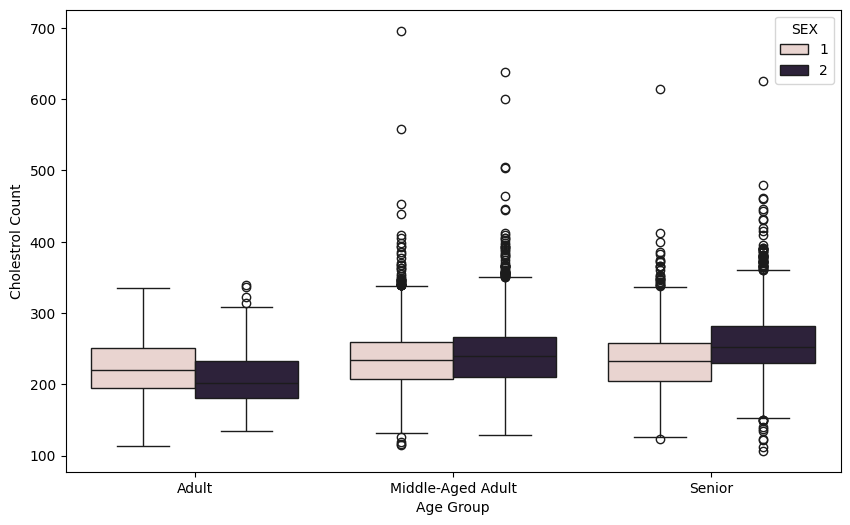 700
600
500
400
300
200
100
Cholestrol Count
SEX
1
2
Adult
Middle-Aged Adult
Senior
Age Group